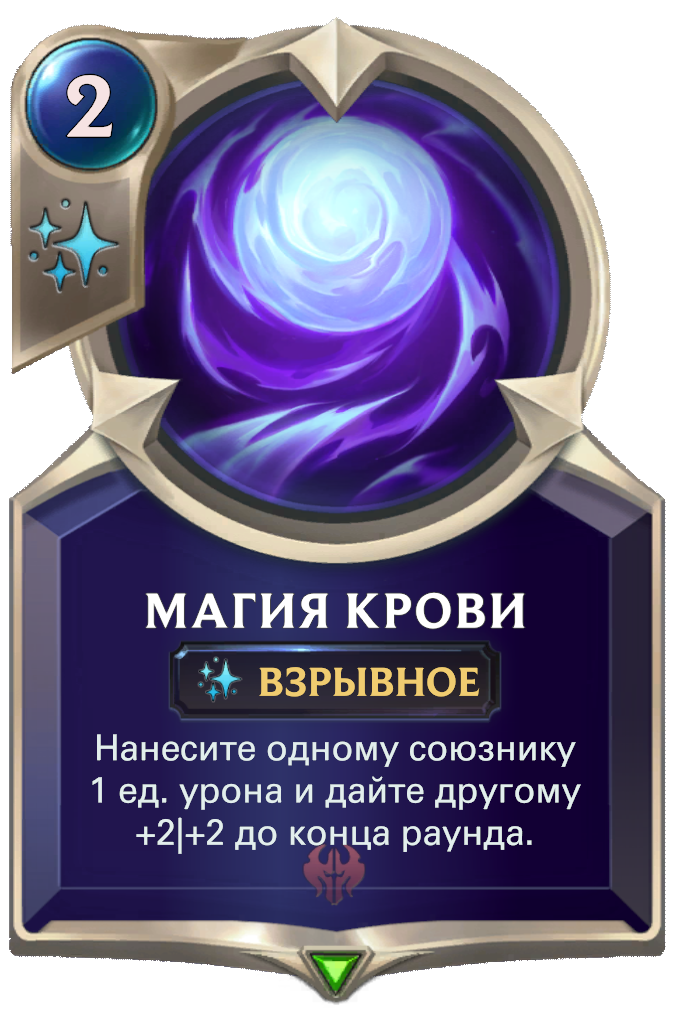 2
МАГИЯ КРОВИ
ВЗРЫВНОЕ
Нанесите одному союзнику
1 ед. урона и дайте другому
+2|+2 до конца раунда.